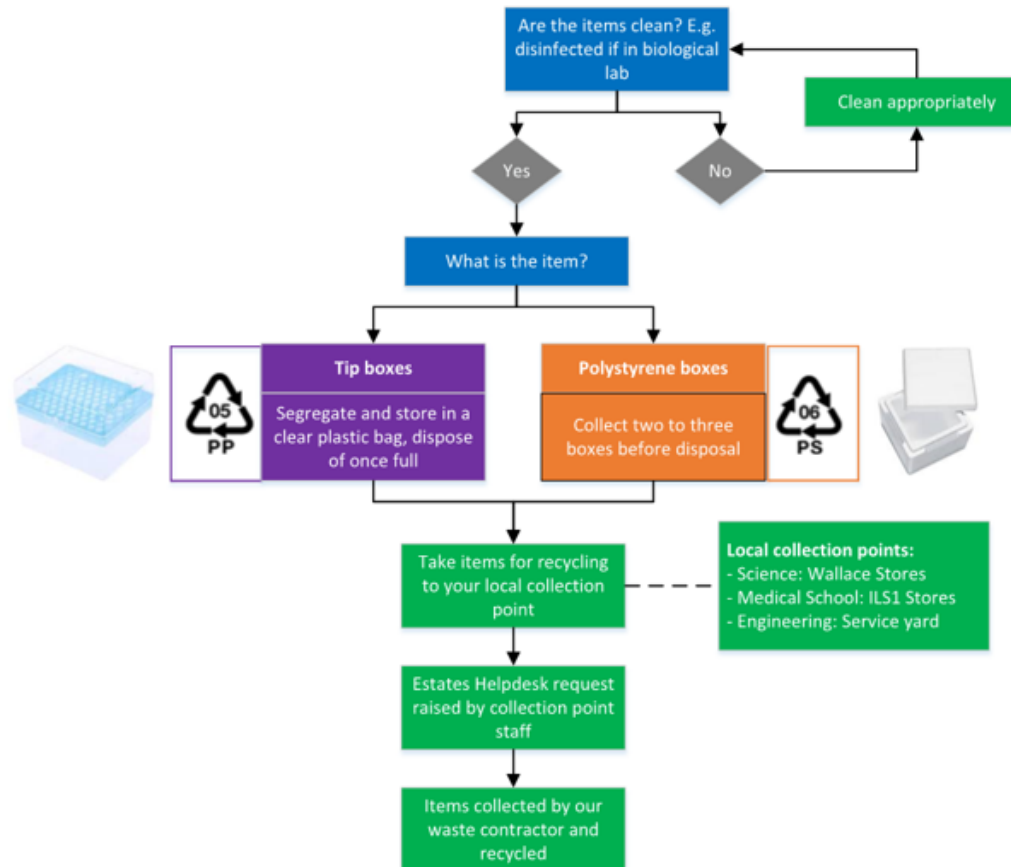 Are the items clean? E.g.
disinfected if in biological
lab
Clean appropriately
Yes
No
What is the item?
05
PP
Tip boxes
Segregate and store in a
clear plastic bag, dispose
of once full
Polystyrene boxes
Collect two to three
boxes before disposal
06
PS
Take items for recycling
to your local collection
point
Local collection points:
- Science: Wallace Stores
- Medical School: ILS1 Stores
- Engineering: Service yard
Estates Helpdesk request
raised by collection point
staff
Items collected by our
waste contractor and
recycled